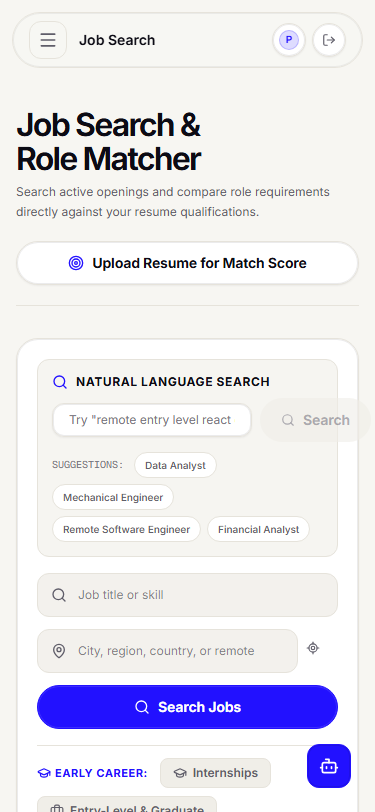 Job Search
P
Job Search &
Role Matcher
Search active openings and compare role requirements
directly against your resume qualifications.
Upload Resume for Match Score
NATURAL LANGUAGE SEARCH
Try "remote entry level react
Search
SUGGESTIONS:
Data Analyst
Mechanical Engineer
Remote Software Engineer
Financial Analyst
Job title or skill
City, region, country, or remote
Search Jobs
EARLY CAREER:
Internships
Entry-Level & Graduate